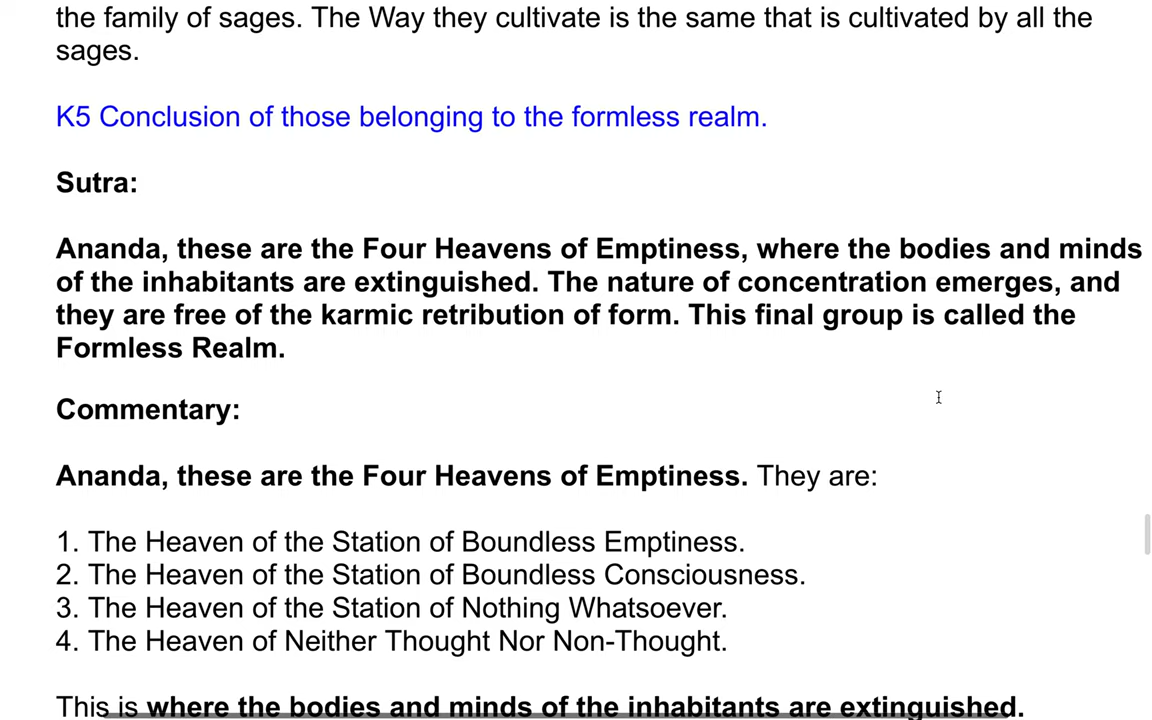 the family of sages. The Way they cultivate is the same that is cultivated by all the
sages.
K5 Conclusion of those belonging to the formless realm.
Sutra:
Ananda, these are the Four Heavens of Emptiness, where the bodies and minds
of the inhabitants are extinguished. The nature of concentration emerges, and
they are free of the karmic retribution of form. This final group is called the
Formless Realm.
Commentary:
Ananda, these are the Four Heavens of Emptiness. They are:
1. The Heaven of the Station of Boundless Emptiness.
2. The Heaven of the Station of Boundless Consciousness.
3. The Heaven of the Station of Nothing Whatsoever.
4. The Heaven of Neither Thought Nor Non-Thought.
This is where the bodies and minds of the inhabitants are extinguished.